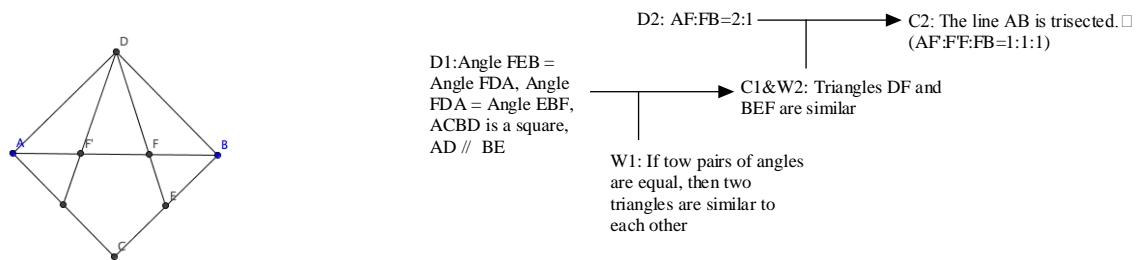 D
A
F'
F
B
E
C
D1:Angle FEB =
Angle FDA, Angle
FDA = Angle EBF,
ACBD is a square,
AD // BE
W1: If tow pairs of angles
are equal, then two
triangles are similar to
each other
D2: AF:FB=2:1
C1&W2: Triangles DF and
BEF are similar
C2: The line AB is trisected.□
(AF':F'F:FB=1:1:1)